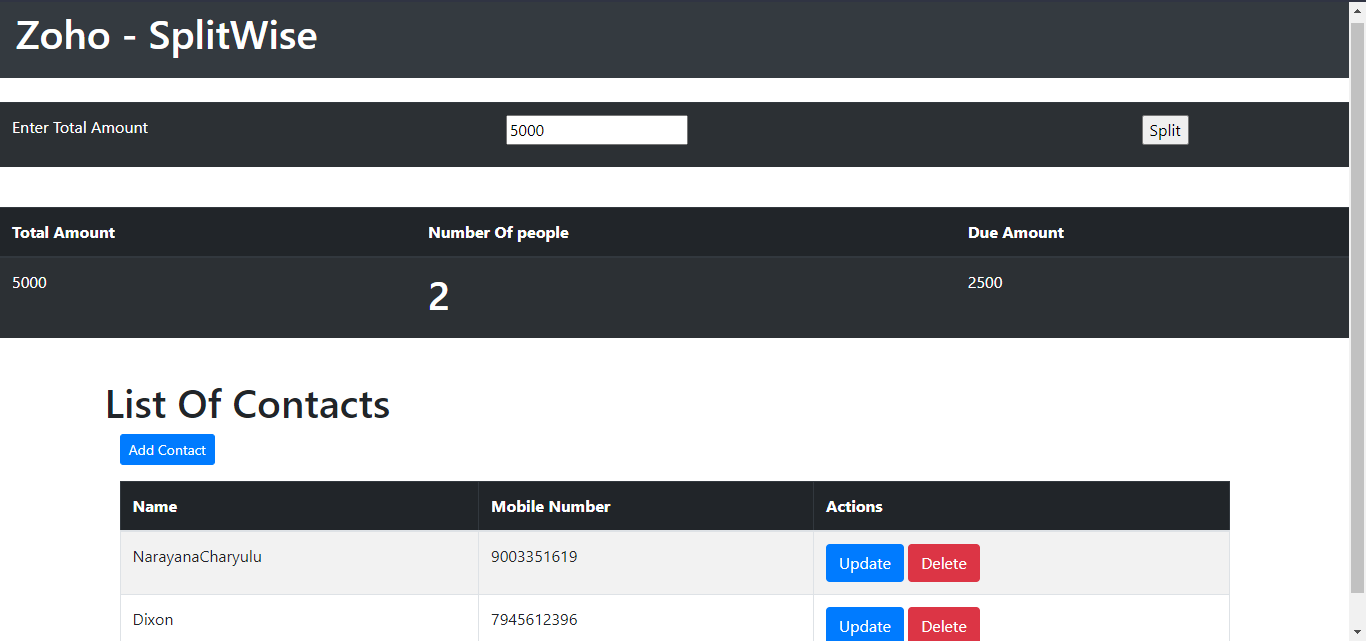 Zoho - SplitWise
Enter Total Amount 5000 Split
Total Amount Number Of people Due Amount
5000 2 2500
List Of Contacts
Add Contact
Name Mobile Number Actions
NarayanaCharyulu 9003351619 Update Delete
Dixon 7945612396 Update Delete